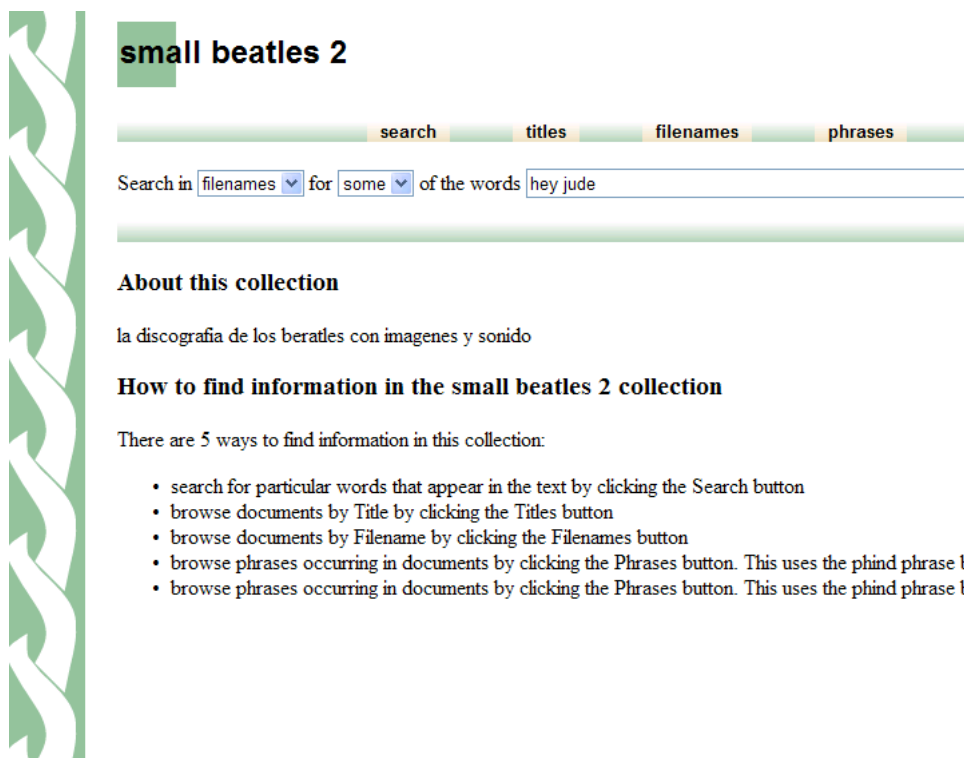 small beatles 2
search titles filenames phrases
Search in filenames for some of the words hey jude
About this collection
la discografia de los beratles con imagenes y sonido
How to find information in the small beatles 2 collection
There are 5 ways to find information in this collection:
• search for particular words that appear in the text by clicking the Search button
• browse documents by Title by clicking the Titles button
• browse documents by Filename by clicking the Filenames button
• browse phrases occurring in documents by clicking the Phrases button. This uses the phind phrase
• browse phrases occurring in documents by clicking the Phrases button. This uses the phind phrase